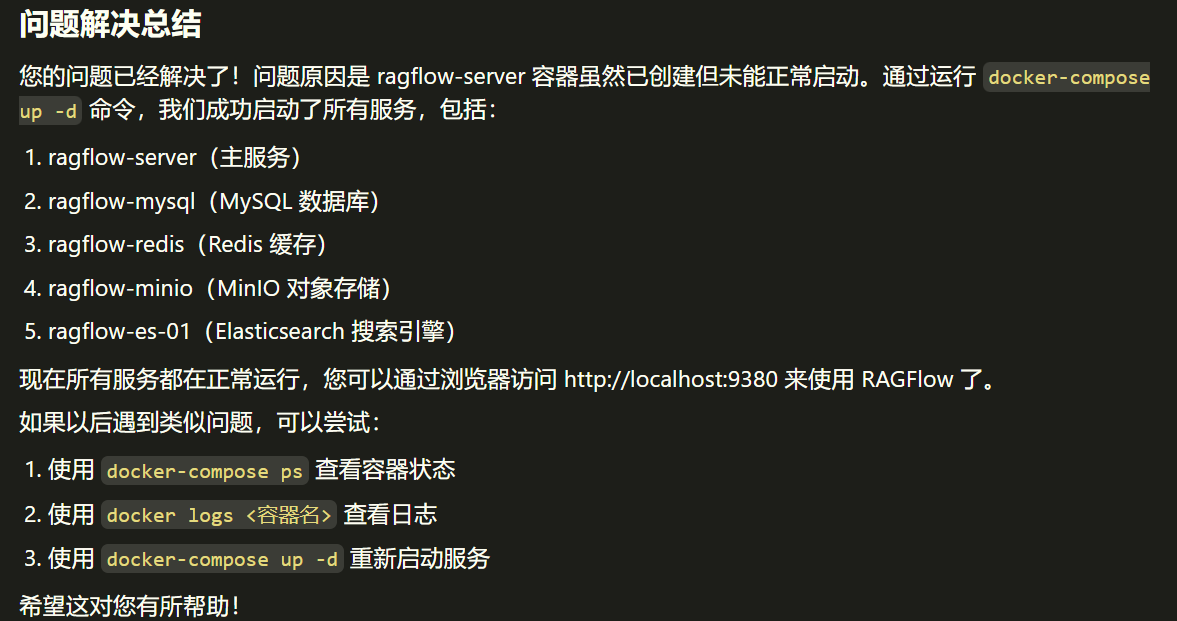 问题解决总结
您的问题已经解决了！问题原因是 ragflow-server 容器虽然已创建但未能正常启动。通过运行 docker-compose
up -d 命令，我们成功启动了所有服务，包括：
1. ragflow-server（主服务）
2. ragflow-mysql（MySQL 数据库）
3. ragflow-redis（Redis 缓存）
4. ragflow-minio（MinIO 对象存储）
5. ragflow-es-01（Elasticsearch 搜索引擎）
现在所有服务都在正常运行，您可以通过浏览器访问 http://localhost:9380 来使用 RAGFlow 了。
如果以后遇到类似问题，可以尝试：
1. 使用 docker-compose ps 查看容器状态
2. 使用 docker logs <容器名> 查看日志
3. 使用 docker-compose up -d 重新启动服务
希望这对您有所帮助！